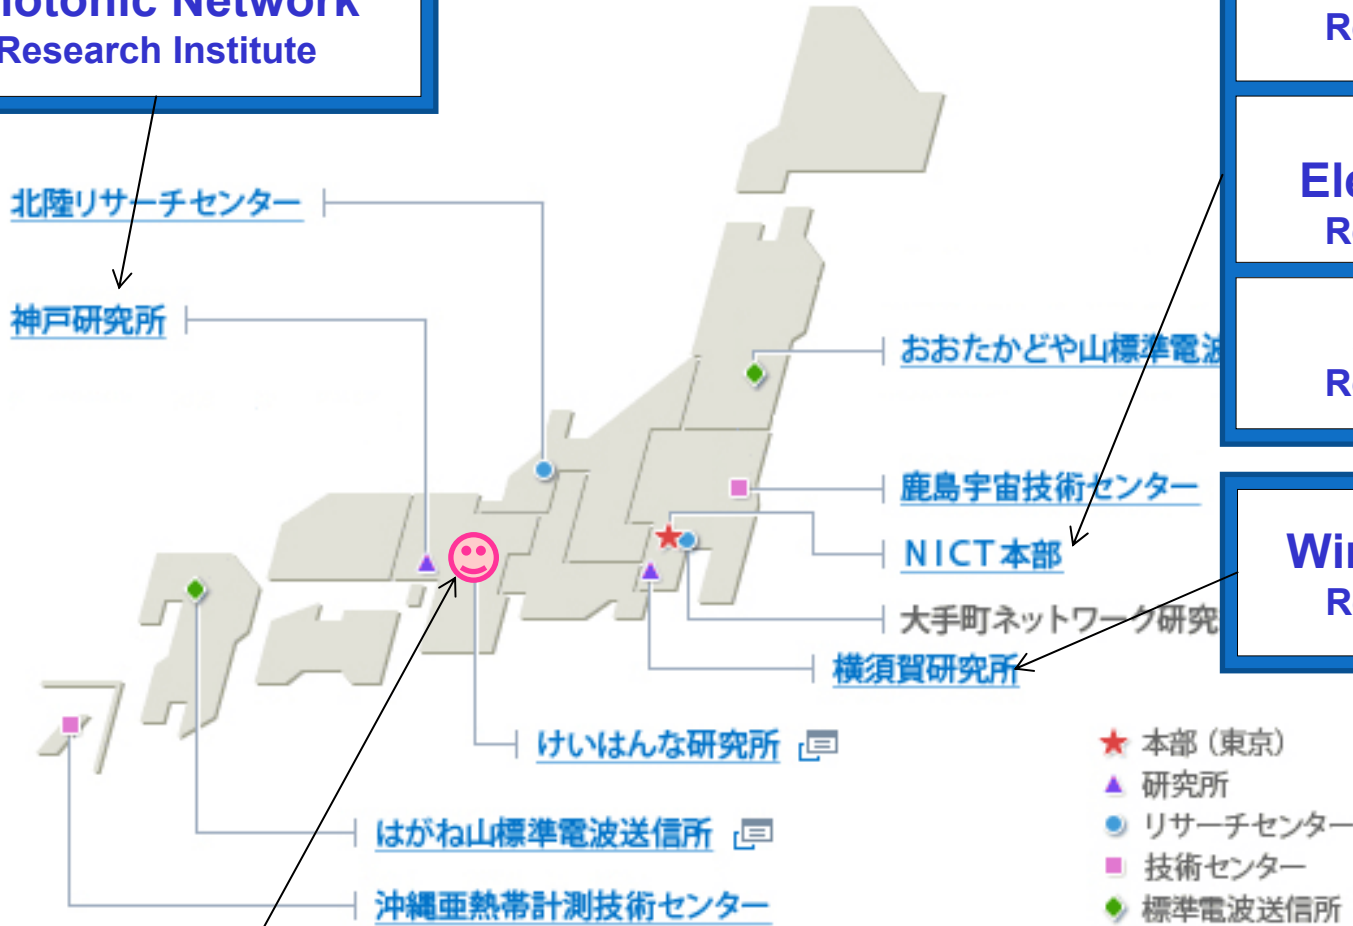 Network
Research Institute
北陸リサーチセンター
神戸研究所
おおたかどや山標準電波
鹿島宇宙技術センター
NICT本部
大手町ネットワーク研究
横須賀研究所
けいはんな研究所
はがね山標準電波送信所
沖縄亜熱帯計測技術センター
本部（東京）
研究所
リサーチセンター
技術センター
標準電波送信所